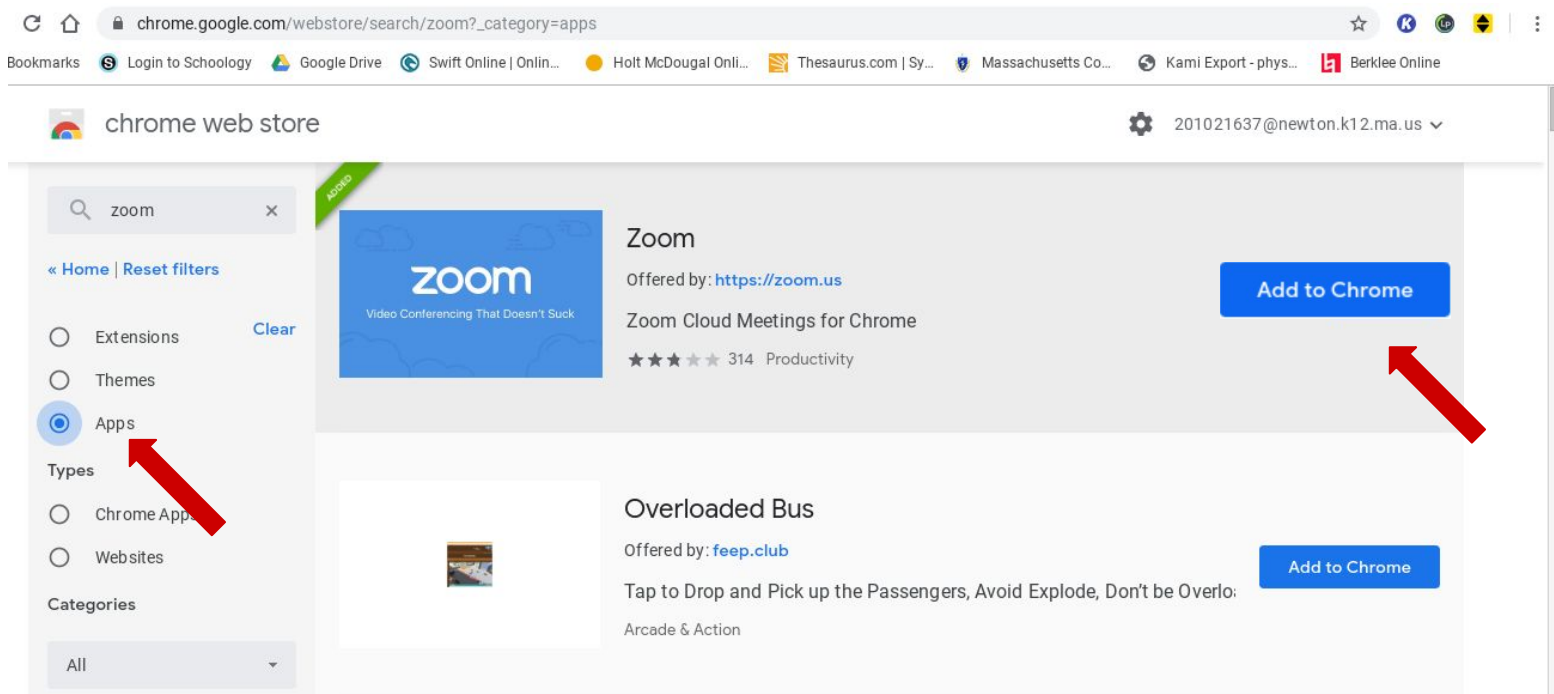 chrome.google.com/webstore/search/zoom?_category=apps
Bookmarks S Login to Schoology Google Drive Swift Online | Onlin... Holt McDougal Onli... Thesaurus.com | Sy... Massachusetts Co... Kami Export - phys... Berklee Online
chrome web store
201021637@newton.k12.ma.us
zoom
« Home | Reset filters
Extensions
Clear
Themes
Apps
Types
Chrome Apps
Websites
Categories
All
ADDED
zoom
Video Conferencing That Doesn't Suck
Zoom
Offered by: https://zoom.us
Zoom Cloud Meetings for Chrome
314 Productivity
Add to Chrome
Overloaded Bus
Offered by: feep.club
Tap to Drop and Pick up the Passengers, Avoid Explode, Don't be Overlo
Arcade & Action
Add to Chrome